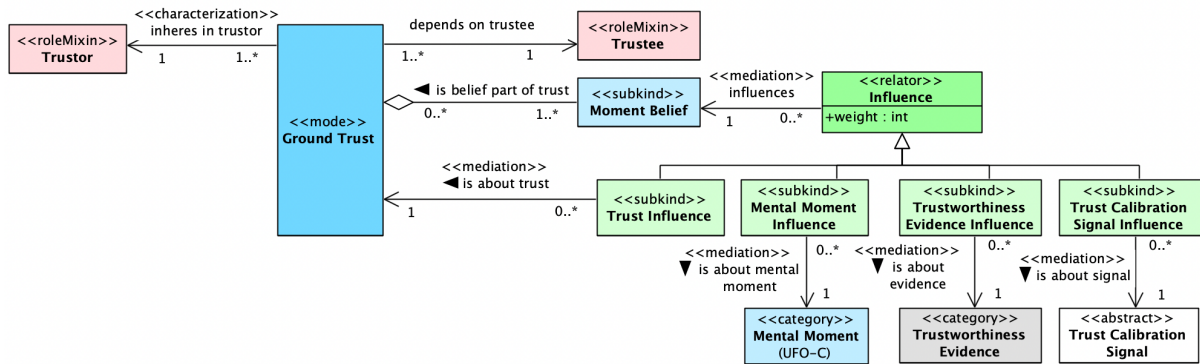 <<characterization>>
inheres in trustor
<<roleMixin>>
Trustor
1
1..*
<<mode>>
Ground Trust
depends on trustee
1..*
1
<<roleMixin>>
Trustee
◄ is belief part of trust
0..*
1..*
<<subkind>>
Moment Belief
<<mediation>>
influences
1
0..*
<<relator>>
Influence
+weight : int
<<mediation>>
◄ is about trust
1
0..*
<<subkind>>
Trust Influence
<<subkind>>
Mental Moment
Influence
<<subkind>>
Trustworthiness
Evidence Influence
<<subkind>>
Trust Calibration
Signal Influence
<<mediation>>
▼ is about mental
moment
0..*
1
<<mediation>>
▼ is about
evidence
0..*
1
<<mediation>>
▼ is about signal
0..*
1
<<category>>
Mental Moment
(UFO-C)
<<category>>
Trustworthiness
Evidence
<<abstract>>
Trust Calibration
Signal